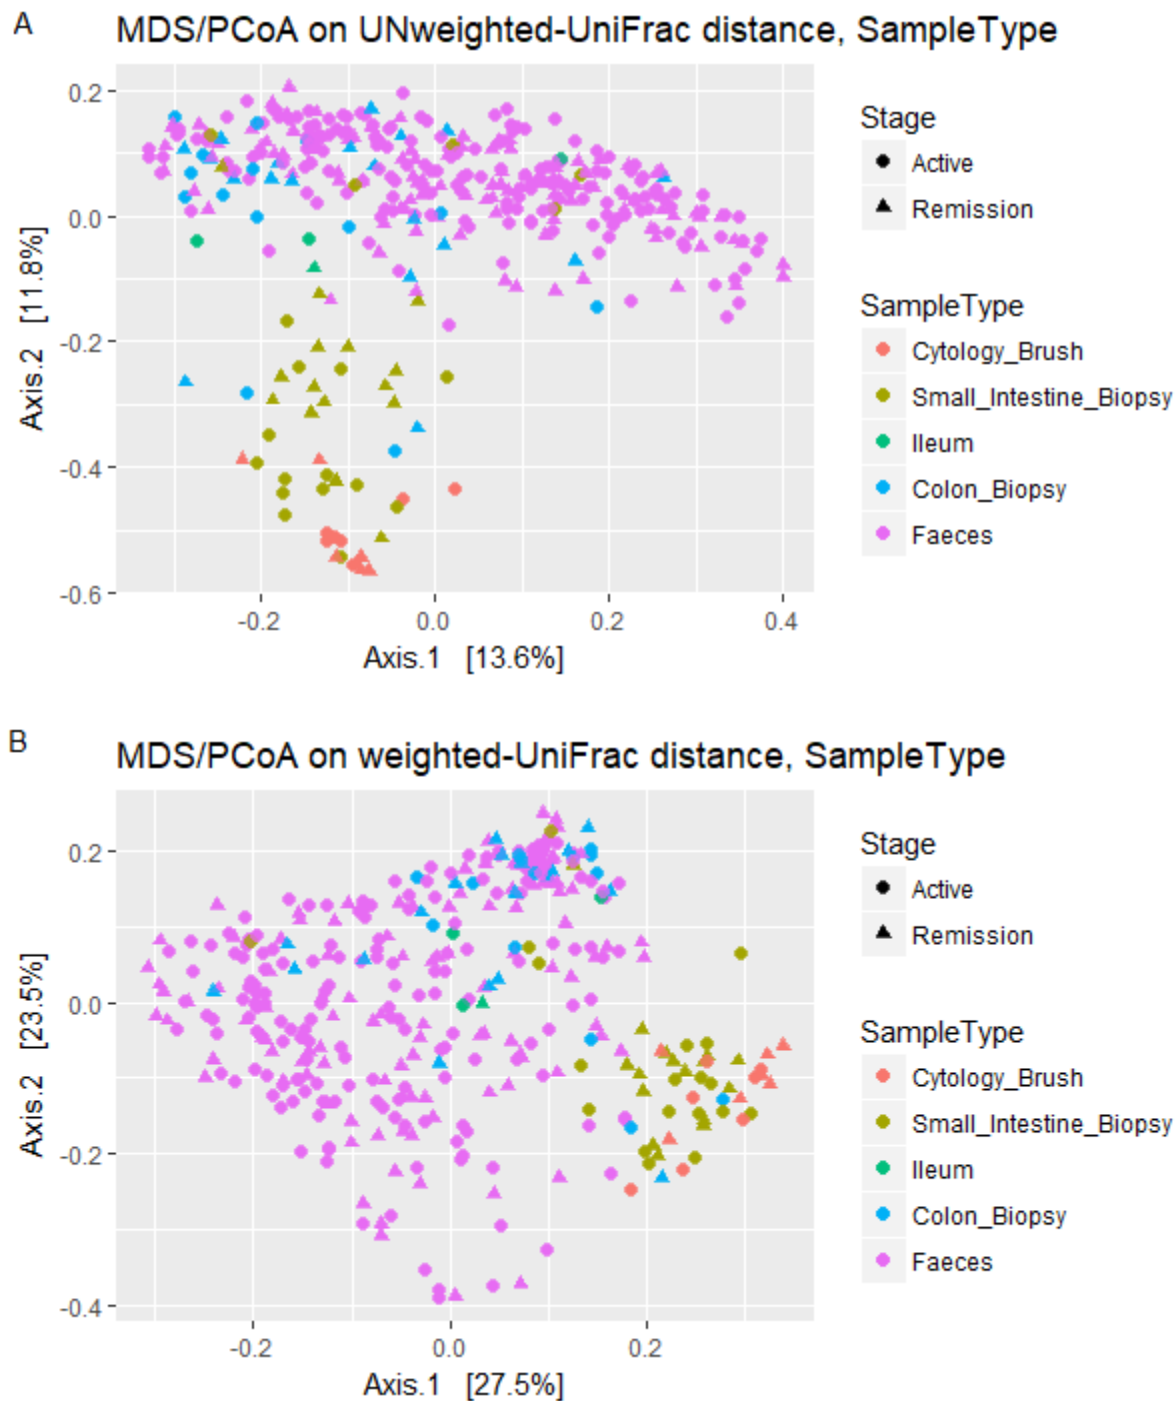 A
MDS/PCoA on UNweighted-UniFrac distance, SampleType
0.2
0.0
-0.2
-0.4
-0.6
Axis.2 [11.8%]
-0.2 0.0 0.2 0.4
Axis.1 [13.6%]
Stage
Active
Remission
SampleType
Cytology_Brush
Small_Intestine_Biopsy
Ileum
Colon_Biopsy
Faeces
B
MDS/PCoA on weighted-UniFrac distance, SampleType
0.2
0.0
-0.2
-0.4
Axis.2 [23.5%]
-0.2 0.0 0.2
Axis.1 [27.5%]
Stage
Active
Remission
SampleType
Cytology_Brush
Small_Intestine_Biopsy
Ileum
Colon_Biopsy
Faeces